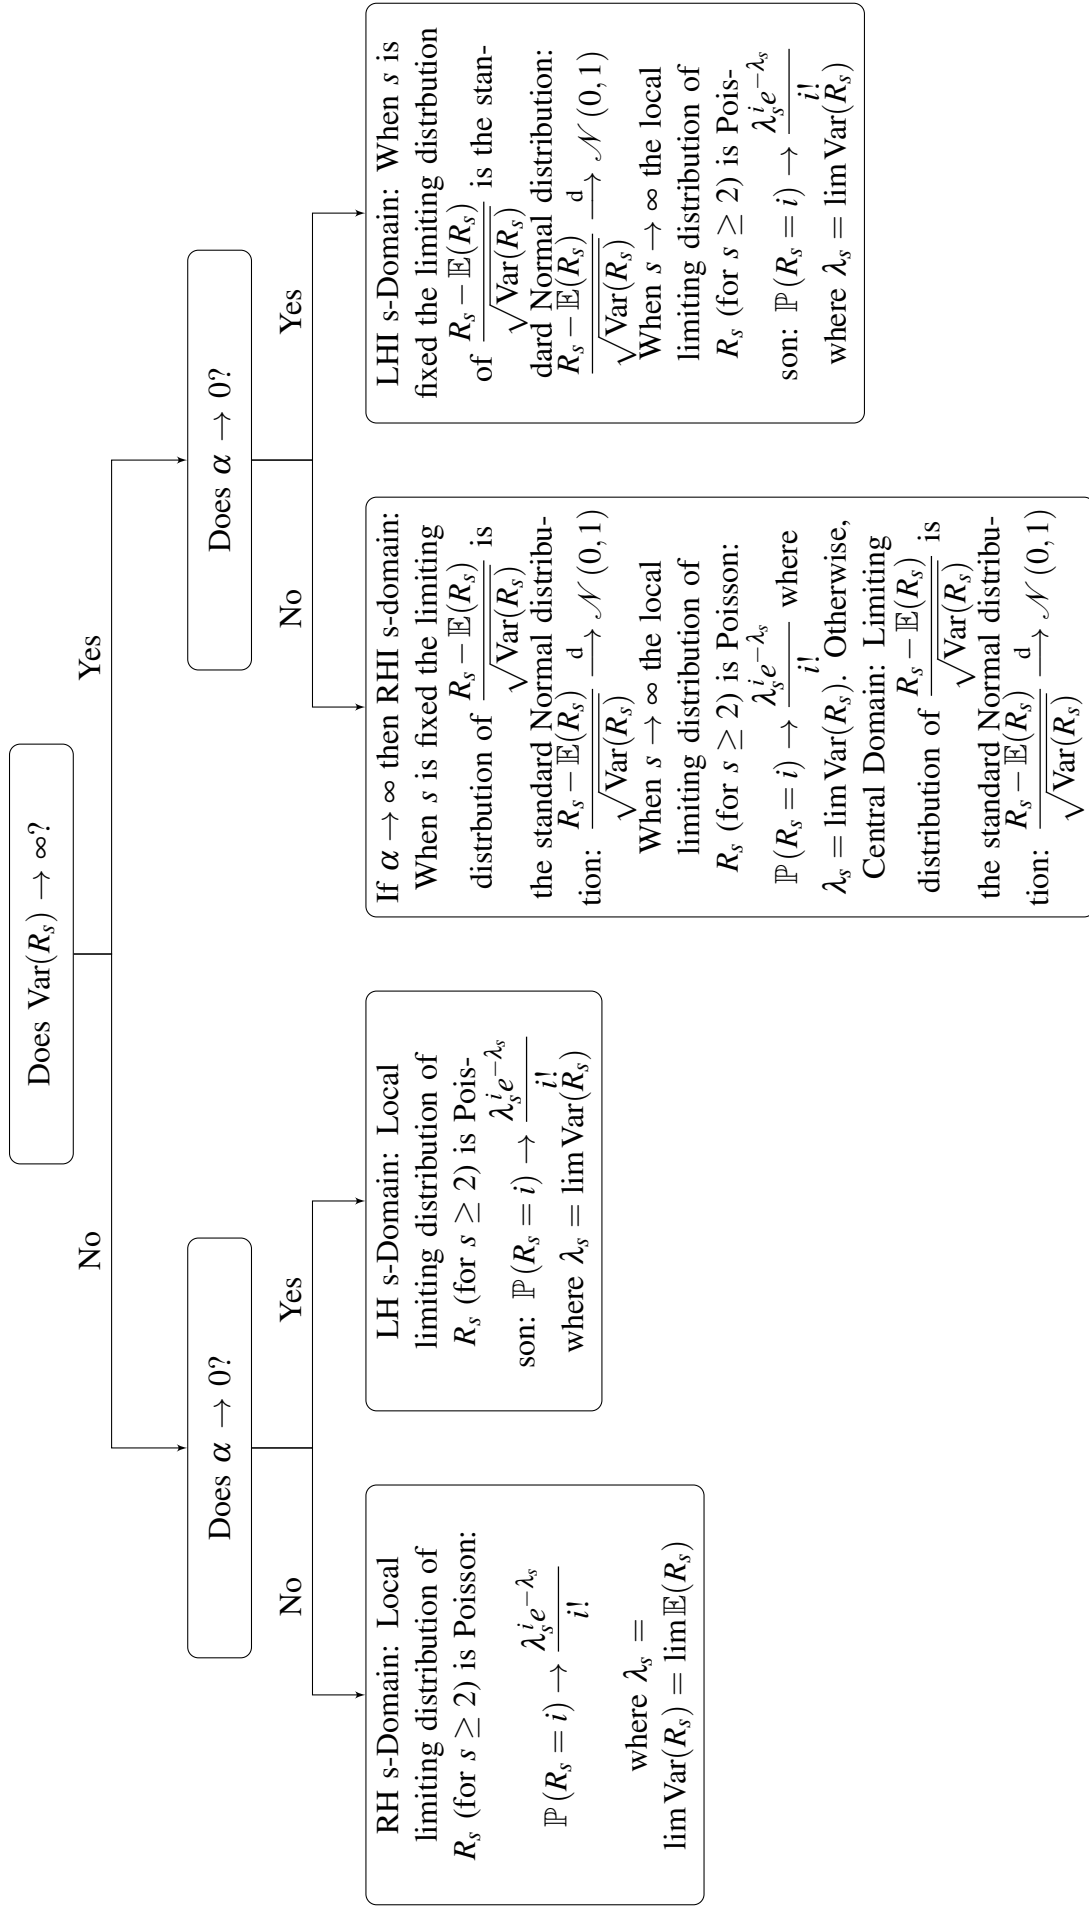 Does Var(R_s) → ∞?
No
Yes
Does α → 0?
Does α → 0?
No
Yes
No
Yes
RH s-Domain: Local
limiting distribution of
R_s (for s ≥ 2) is Poisson:
ℙ(R_s = i) → λ_s^i e^{−λ_s} / i!
where λ_s =
lim Var(R_s) = lim 𝔼(R_s)
LH s-Domain: Local
limiting distribution of
R_s (for s ≥ 2) is Pois-
son: ℙ(R_s = i) → λ_s^i e^{−λ_s} / i!
where λ_s = lim Var(R_s)
If α → ∞ then RHI s-domain:
When s is fixed the limiting
distrbution of (R_s − 𝔼(R_s)) / √Var(R_s) is
the standard Normal distribu-
tion: (R_s − 𝔼(R_s)) / √Var(R_s) —d→ 𝒩(0,1)
When s → ∞ the local
limiting distribution of
R_s (for s ≥ 2) is Poisson:
ℙ(R_s = i) → λ_s^i e^{−λ_s} / i! where
λ_s = lim Var(R_s). Otherwise,
Central Domain: Limiting
distribution of (R_s − 𝔼(R_s)) / √Var(R_s) is
the standard Normal distribu-
tion: (R_s − 𝔼(R_s)) / √Var(R_s) —d→ 𝒩(0,1)
LHI s-Domain: When s is
fixed the limiting distrbution
of (R_s − 𝔼(R_s)) / √Var(R_s) is the stan-
dard Normal distribution:
(R_s − 𝔼(R_s)) / √Var(R_s) —d→ 𝒩(0,1)
When s → ∞ the local
limiting distribution of
R_s (for s ≥ 2) is Pois-
son: ℙ(R_s = i) → λ_s^i e^{−λ_s} / i!
where λ_s = lim Var(R_s)